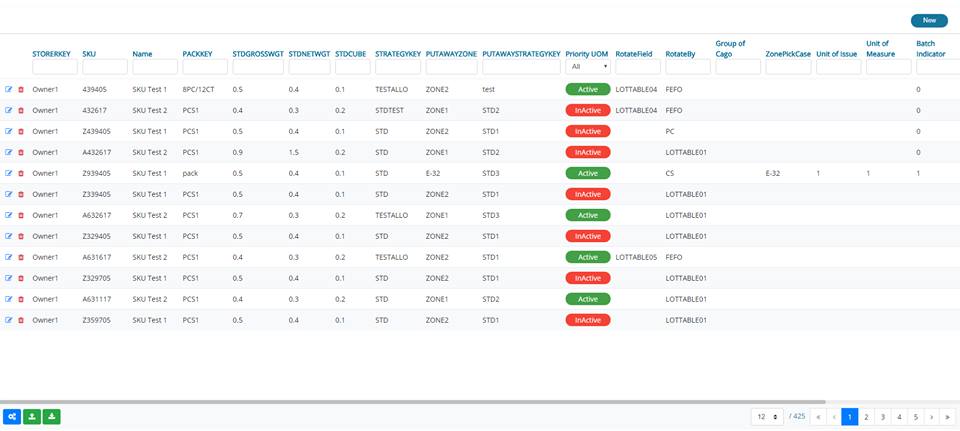 New
STORERKEY SKU Name PACKKEY STDGROSSWGT STDNETWGT STDCUBE STRATEGYKEY PUTAWAYZONE PUTAWAYSTRATEGYKEY Priority UOM RotateField RotateBy Group of Cago ZonePickCase Unit of Issue Unit of Measure Batch Indicator
All
Owner1 439405 SKU Test 1 8PC/12CT 0.5 0.4 0.1 TESTALLO ZONE2 test Active LOTTABLE04 FEFO 0
Owner1 432617 SKU Test 2 PCS1 0.4 0.3 0.2 STDTEST ZONE1 STD2 InActive LOTTABLE04 FEFO 0
Owner1 Z439405 SKU Test 1 PCS1 0.5 0.4 0.1 STD ZONE2 STD1 InActive PC 0
Owner1 A432617 SKU Test 2 PCS1 0.9 1.5 0.2 STD ZONE1 STD2 InActive LOTTABLE01 0
Owner1 Z939405 SKU Test 1 pack 0.5 0.4 0.1 STD E-32 STD3 Active CS E-32 1 1 1
Owner1 Z339405 SKU Test 1 PCS1 0.5 0.4 0.1 STD ZONE2 STD1 InActive LOTTABLE01
Owner1 A632617 SKU Test 2 PCS1 0.7 0.3 0.2 TESTALLO ZONE1 STD3 Active LOTTABLE01
Owner1 Z329405 SKU Test 1 PCS1 0.5 0.4 0.1 STD ZONE2 STD1 InActive LOTTABLE01
Owner1 A631617 SKU Test 2 PCS1 0.4 0.3 0.2 TESTALLO ZONE2 STD1 Active LOTTABLE05 FEFO
Owner1 Z329705 SKU Test 1 PCS1 0.5 0.4 0.1 STD ZONE2 STD1 InActive LOTTABLE01
Owner1 A631117 SKU Test 2 PCS1 0.4 0.3 0.2 STD ZONE1 STD2 Active LOTTABLE01
Owner1 Z359705 SKU Test 1 PCS1 0.5 0.4 0.1 STD ZONE2 STD1 InActive LOTTABLE01
12 / 425 « ‹ 1 2 3 4 5 › »